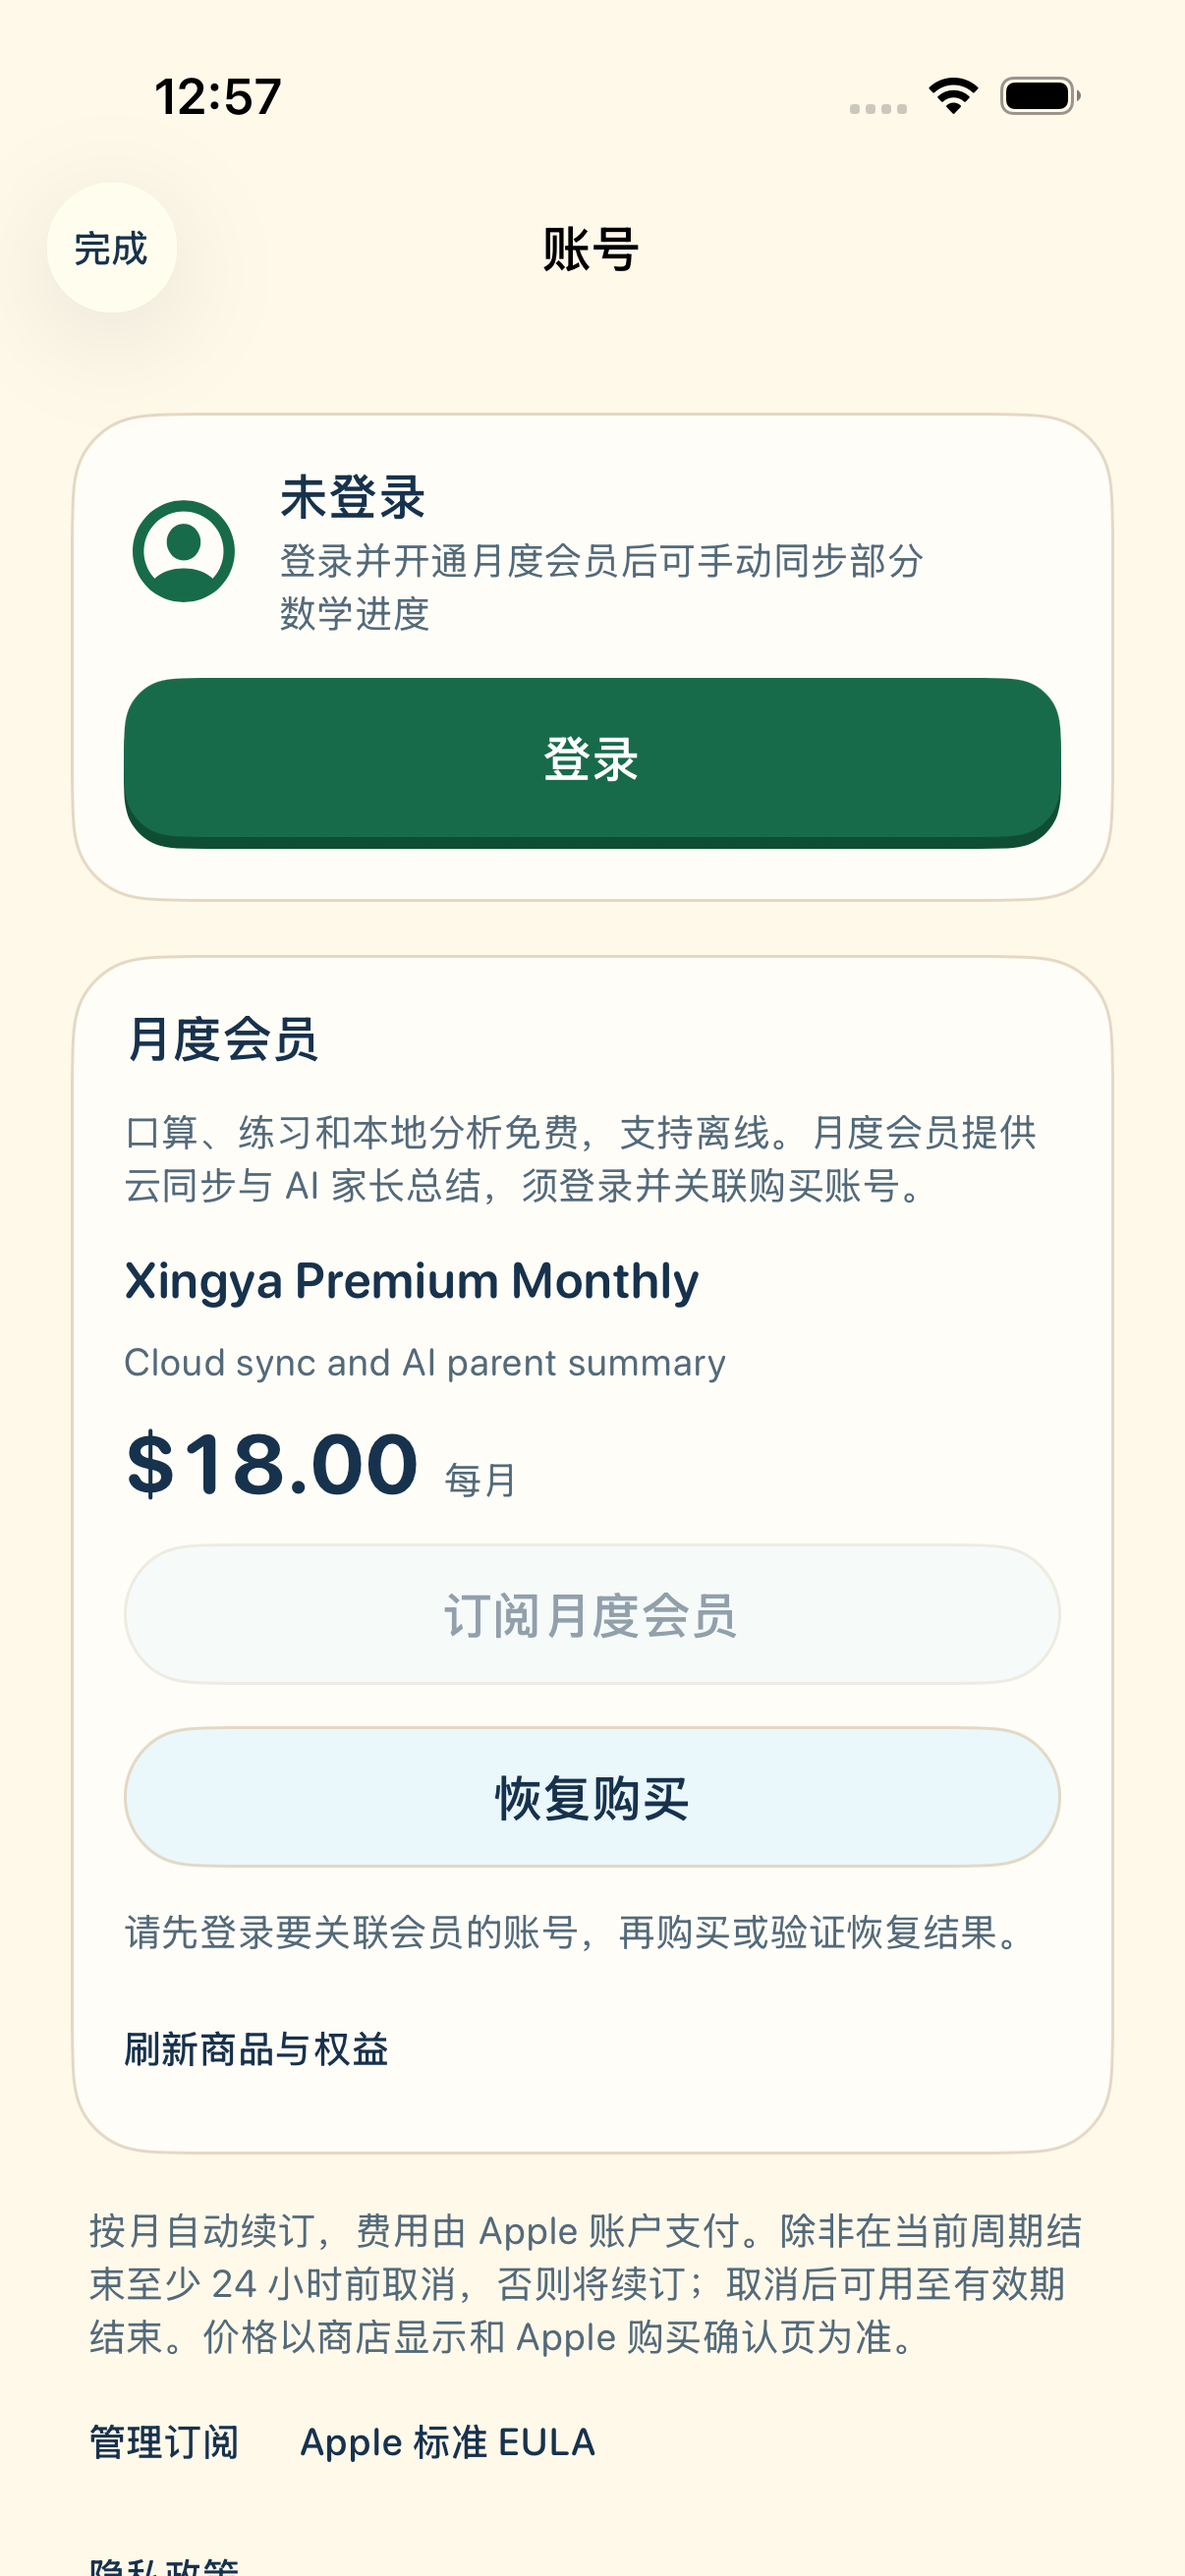 12:57
完成
账号
未登录
登录并开通月度会员后可手动同步部分
数学进度
登录
月度会员
口算、练习和本地分析免费，支持离线。月度会员提供
云同步与 AI 家长总结，须登录并关联购买账号。
Xingya Premium Monthly
Cloud sync and AI parent summary
$18.00 每月
订阅月度会员
恢复购买
请先登录要关联会员的账号，再购买或验证恢复结果。
刷新商品与权益
按月自动续订，费用由 Apple 账户支付。除非在当前周期结
束至少 24 小时前取消，否则将续订；取消后可用至有效期
结束。价格以商店显示和 Apple 购买确认页为准。
管理订阅 Apple 标准 EULA
隐私政策